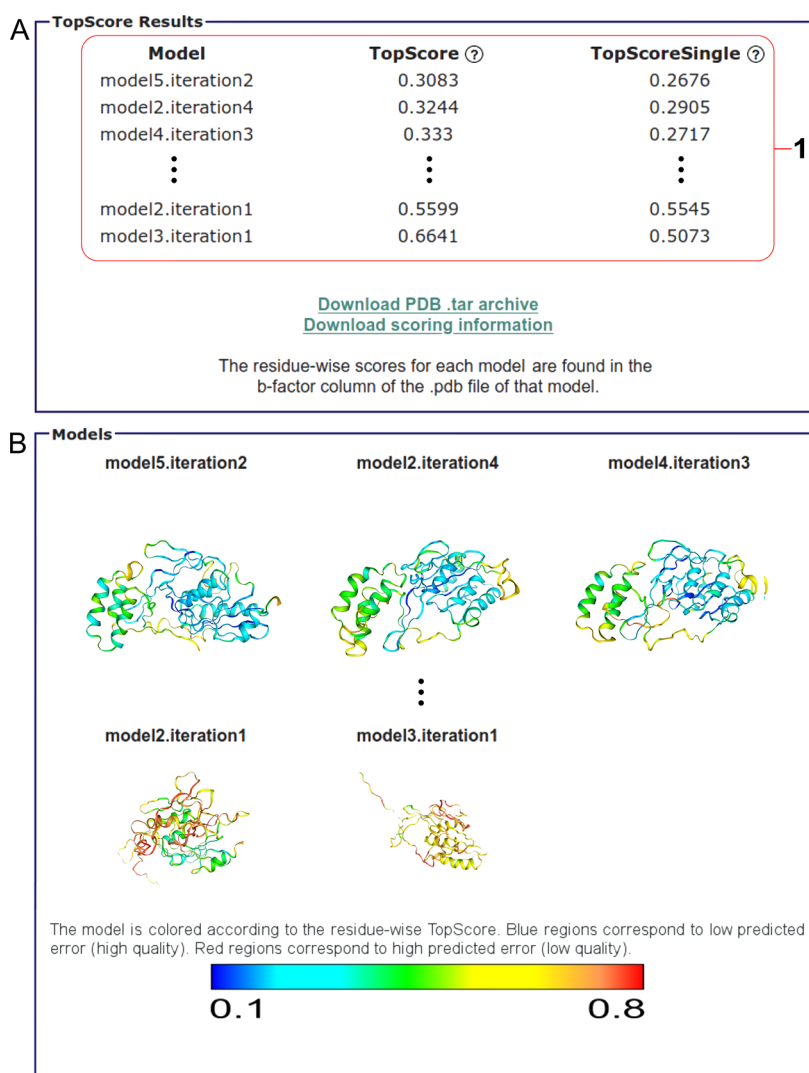 A
TopScore Results
Model TopScore ? TopScoreSingle ?
model5.iteration2 0.3083 0.2676
model2.iteration4 0.3244 0.2905
model4.iteration3 0.333 0.2717
model2.iteration1 0.5599 0.5545
model3.iteration1 0.6641 0.5073
1
Download PDB .tar archive
Download scoring information
The residue-wise scores for each model are found in the
b-factor column of the .pdb file of that model.
B
Models
model5.iteration2 model2.iteration4 model4.iteration3
model2.iteration1 model3.iteration1
The model is colored according to the residue-wise TopScore. Blue regions correspond to low predicted
error (high quality). Red regions correspond to high predicted error (low quality).
0.1 0.8